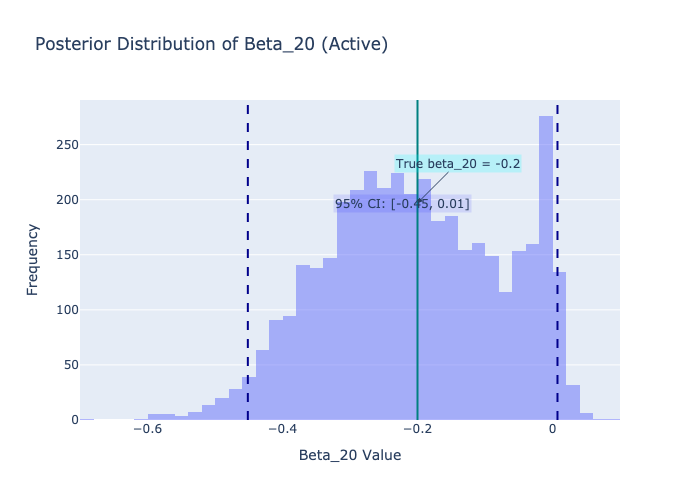 Posterior Distribution of Beta_20 (Active)
250
200
150
100
50
0
Frequency
True beta_20 = -0.2
95% CI: [-0.45, 0.01]
−0.6
−0.4
−0.2
0
Beta_20 Value